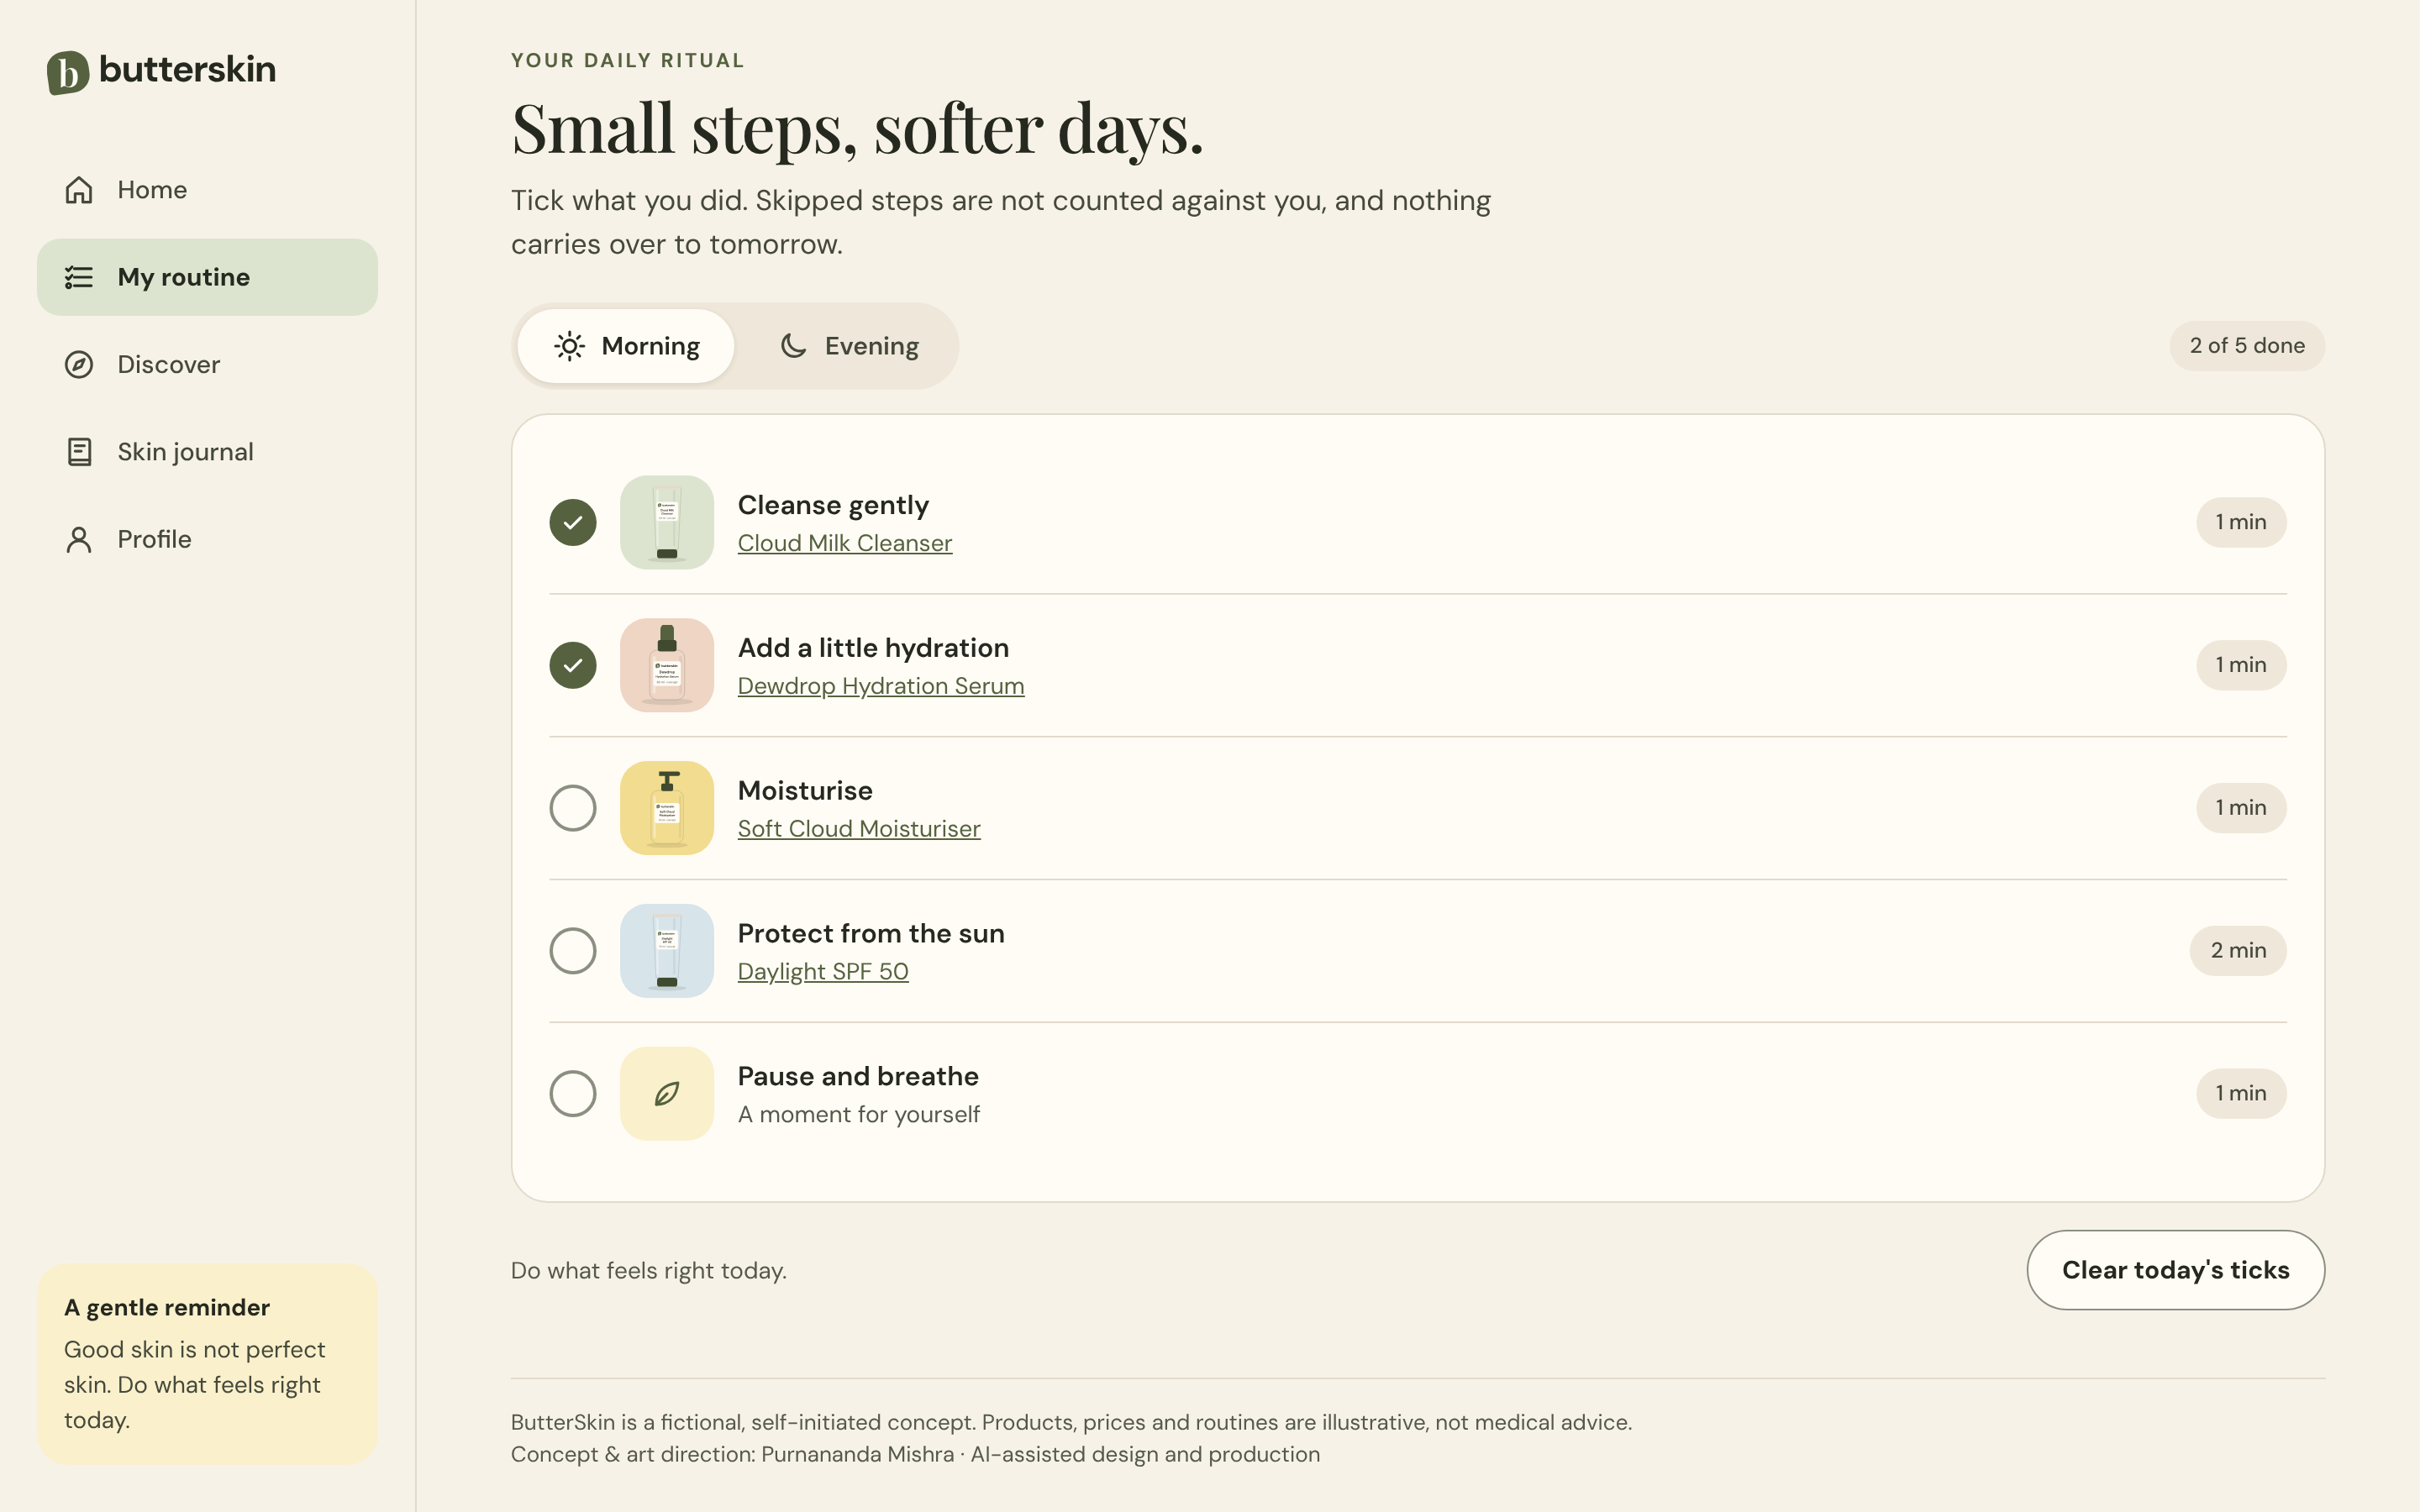 butterskin
Home
My routine
Discover
Skin journal
Profile
A gentle reminder
Good skin is not perfect
skin. Do what feels right
today.
YOUR DAILY RITUAL
Small steps, softer days.
Tick what you did. Skipped steps are not counted against you, and nothing
carries over to tomorrow.
Morning
Evening
2 of 5 done
Cleanse gently
Cloud Milk Cleanser
1 min
Add a little hydration
Dewdrop Hydration Serum
1 min
Moisturise
Soft Cloud Moisturiser
1 min
Protect from the sun
Daylight SPF 50
2 min
Pause and breathe
A moment for yourself
1 min
Do what feels right today.
Clear today's ticks
ButterSkin is a fictional, self-initiated concept. Products, prices and routines are illustrative, not medical advice.
Concept & art direction: Purnananda Mishra · AI-assisted design and production